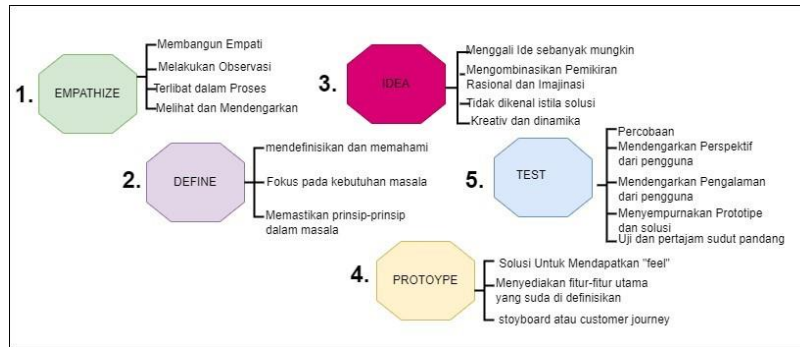 1.
EMPATHIZE
Membangun Empati
Melakukan Observasi
Terlibat dalam Proses
Melihat dan Mendengarkan
2.
DEFINE
mendefinisikan dan memahami
Fokus pada kebutuhan masala
Memastikan prinsip-prinsip
dalam masala
3.
IDEA
Menggali Ide sebanyak mungkin
Mengombinasikan Pemikiran
Rasional dan Imajinasi
Tidak dikenal istila solusi
Kreativ dan dinamika
4.
PROTOYPE
Solusi Untuk Mendapatkan "feel"
Menyediakan fitur-fitur utama
yang suda di definisikan
stoyboard atau customer journey
5.
TEST
Percobaan
Mendengarkan Perspektif
dari pengguna
Mendengarkan Pengalaman
dari pengguna
Menyempurnakan Prototipe
dan solusi
Uji dan pertajam sudut pandang